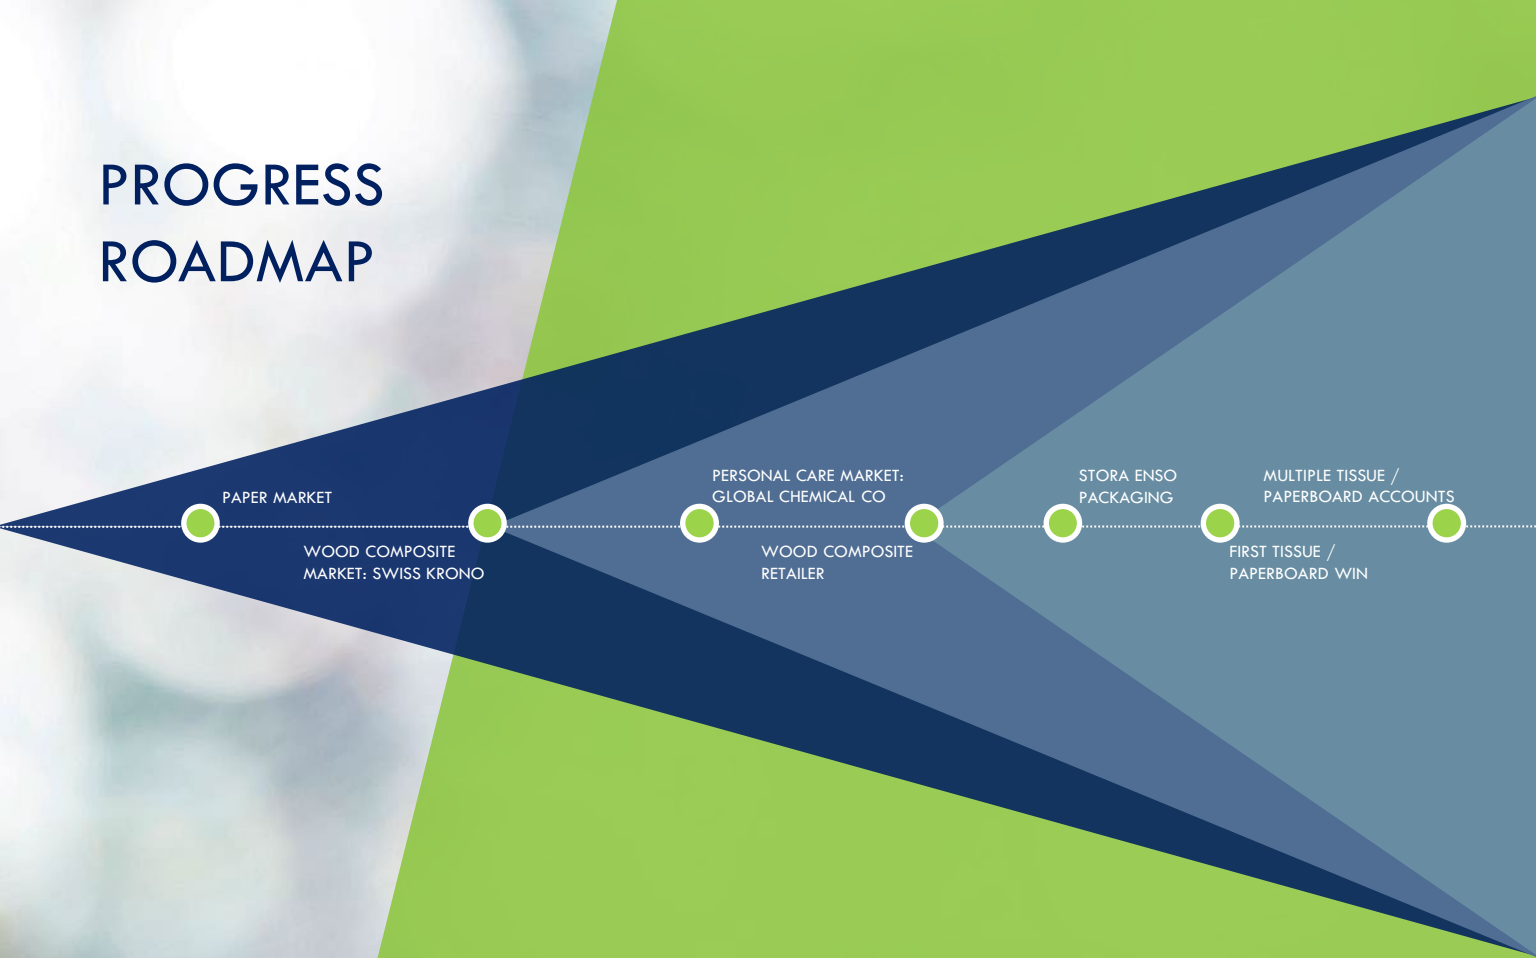 PROGRESS
ROADMAP
PAPER MARKET
WOOD COMPOSITE
MARKET: SWISS KRONO
PERSONAL CARE MARKET:
GLOBAL CHEMICAL CO
WOOD COMPOSITE
RETAILER
STORA ENSO
PACKAGING
FIRST TISSUE /
PAPERBOARD WIN
MULTIPLE TISSUE /
PAPERBOARD ACCOUNTS